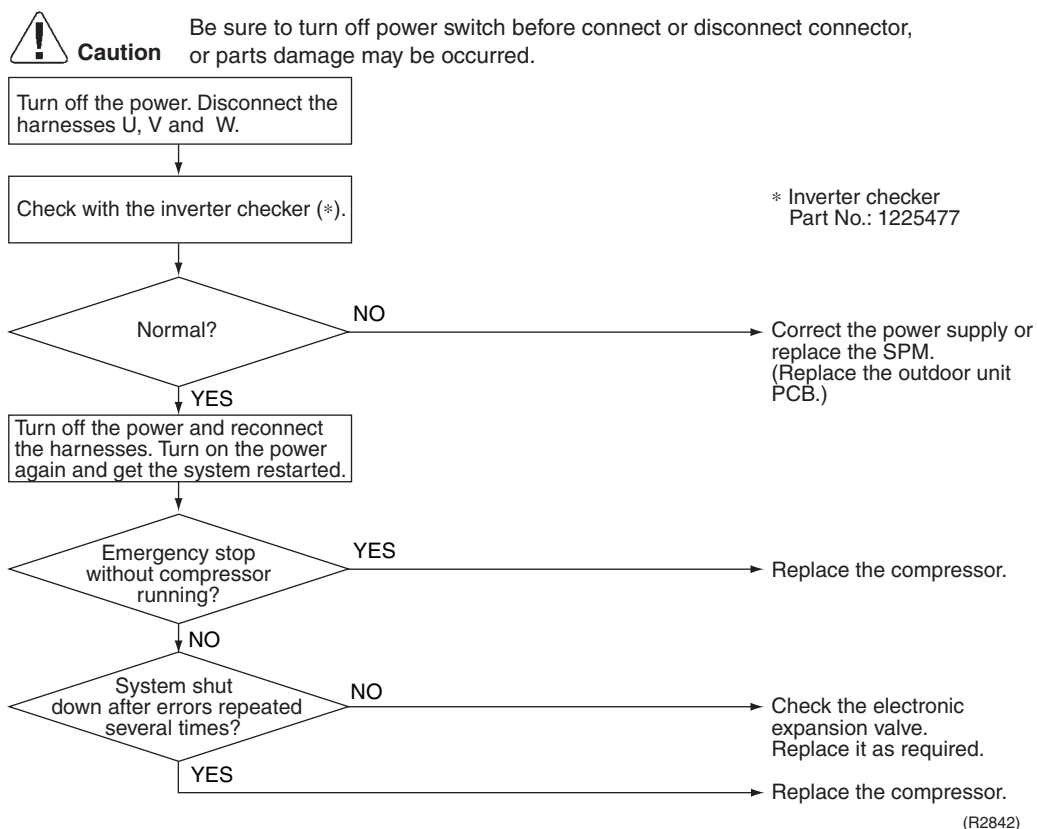 Be sure to turn off power switch before connect or disconnect connector,
Caution or parts damage may be occurred.
Turn off the power. Disconnect the
harnesses U, V and W.
Check with the inverter checker (*).
* Inverter checker
Part No.: 1225477
Normal?
NO
Correct the power supply or
replace the SPM.
(Replace the outdoor unit
PCB.)
YES
Turn off the power and reconnect
the harnesses. Turn on the power
again and get the system restarted.
Emergency stop
without compressor
running?
YES
Replace the compressor.
NO
System shut
down after errors repeated
several times?
NO
Check the electronic
expansion valve.
Replace it as required.
YES
Replace the compressor.
(R2842)